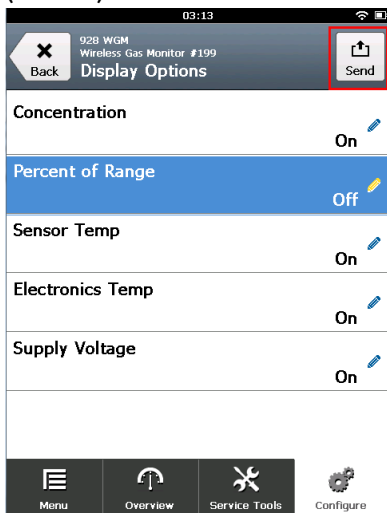 03:13
928 WGM
Wireless Gas Monitor #199
Display Options
Back
Send
Concentration
On
Percent of Range
Off
Sensor Temp
On
Electronics Temp
On
Supply Voltage
On
Menu
Overview
Service Tools
Configure